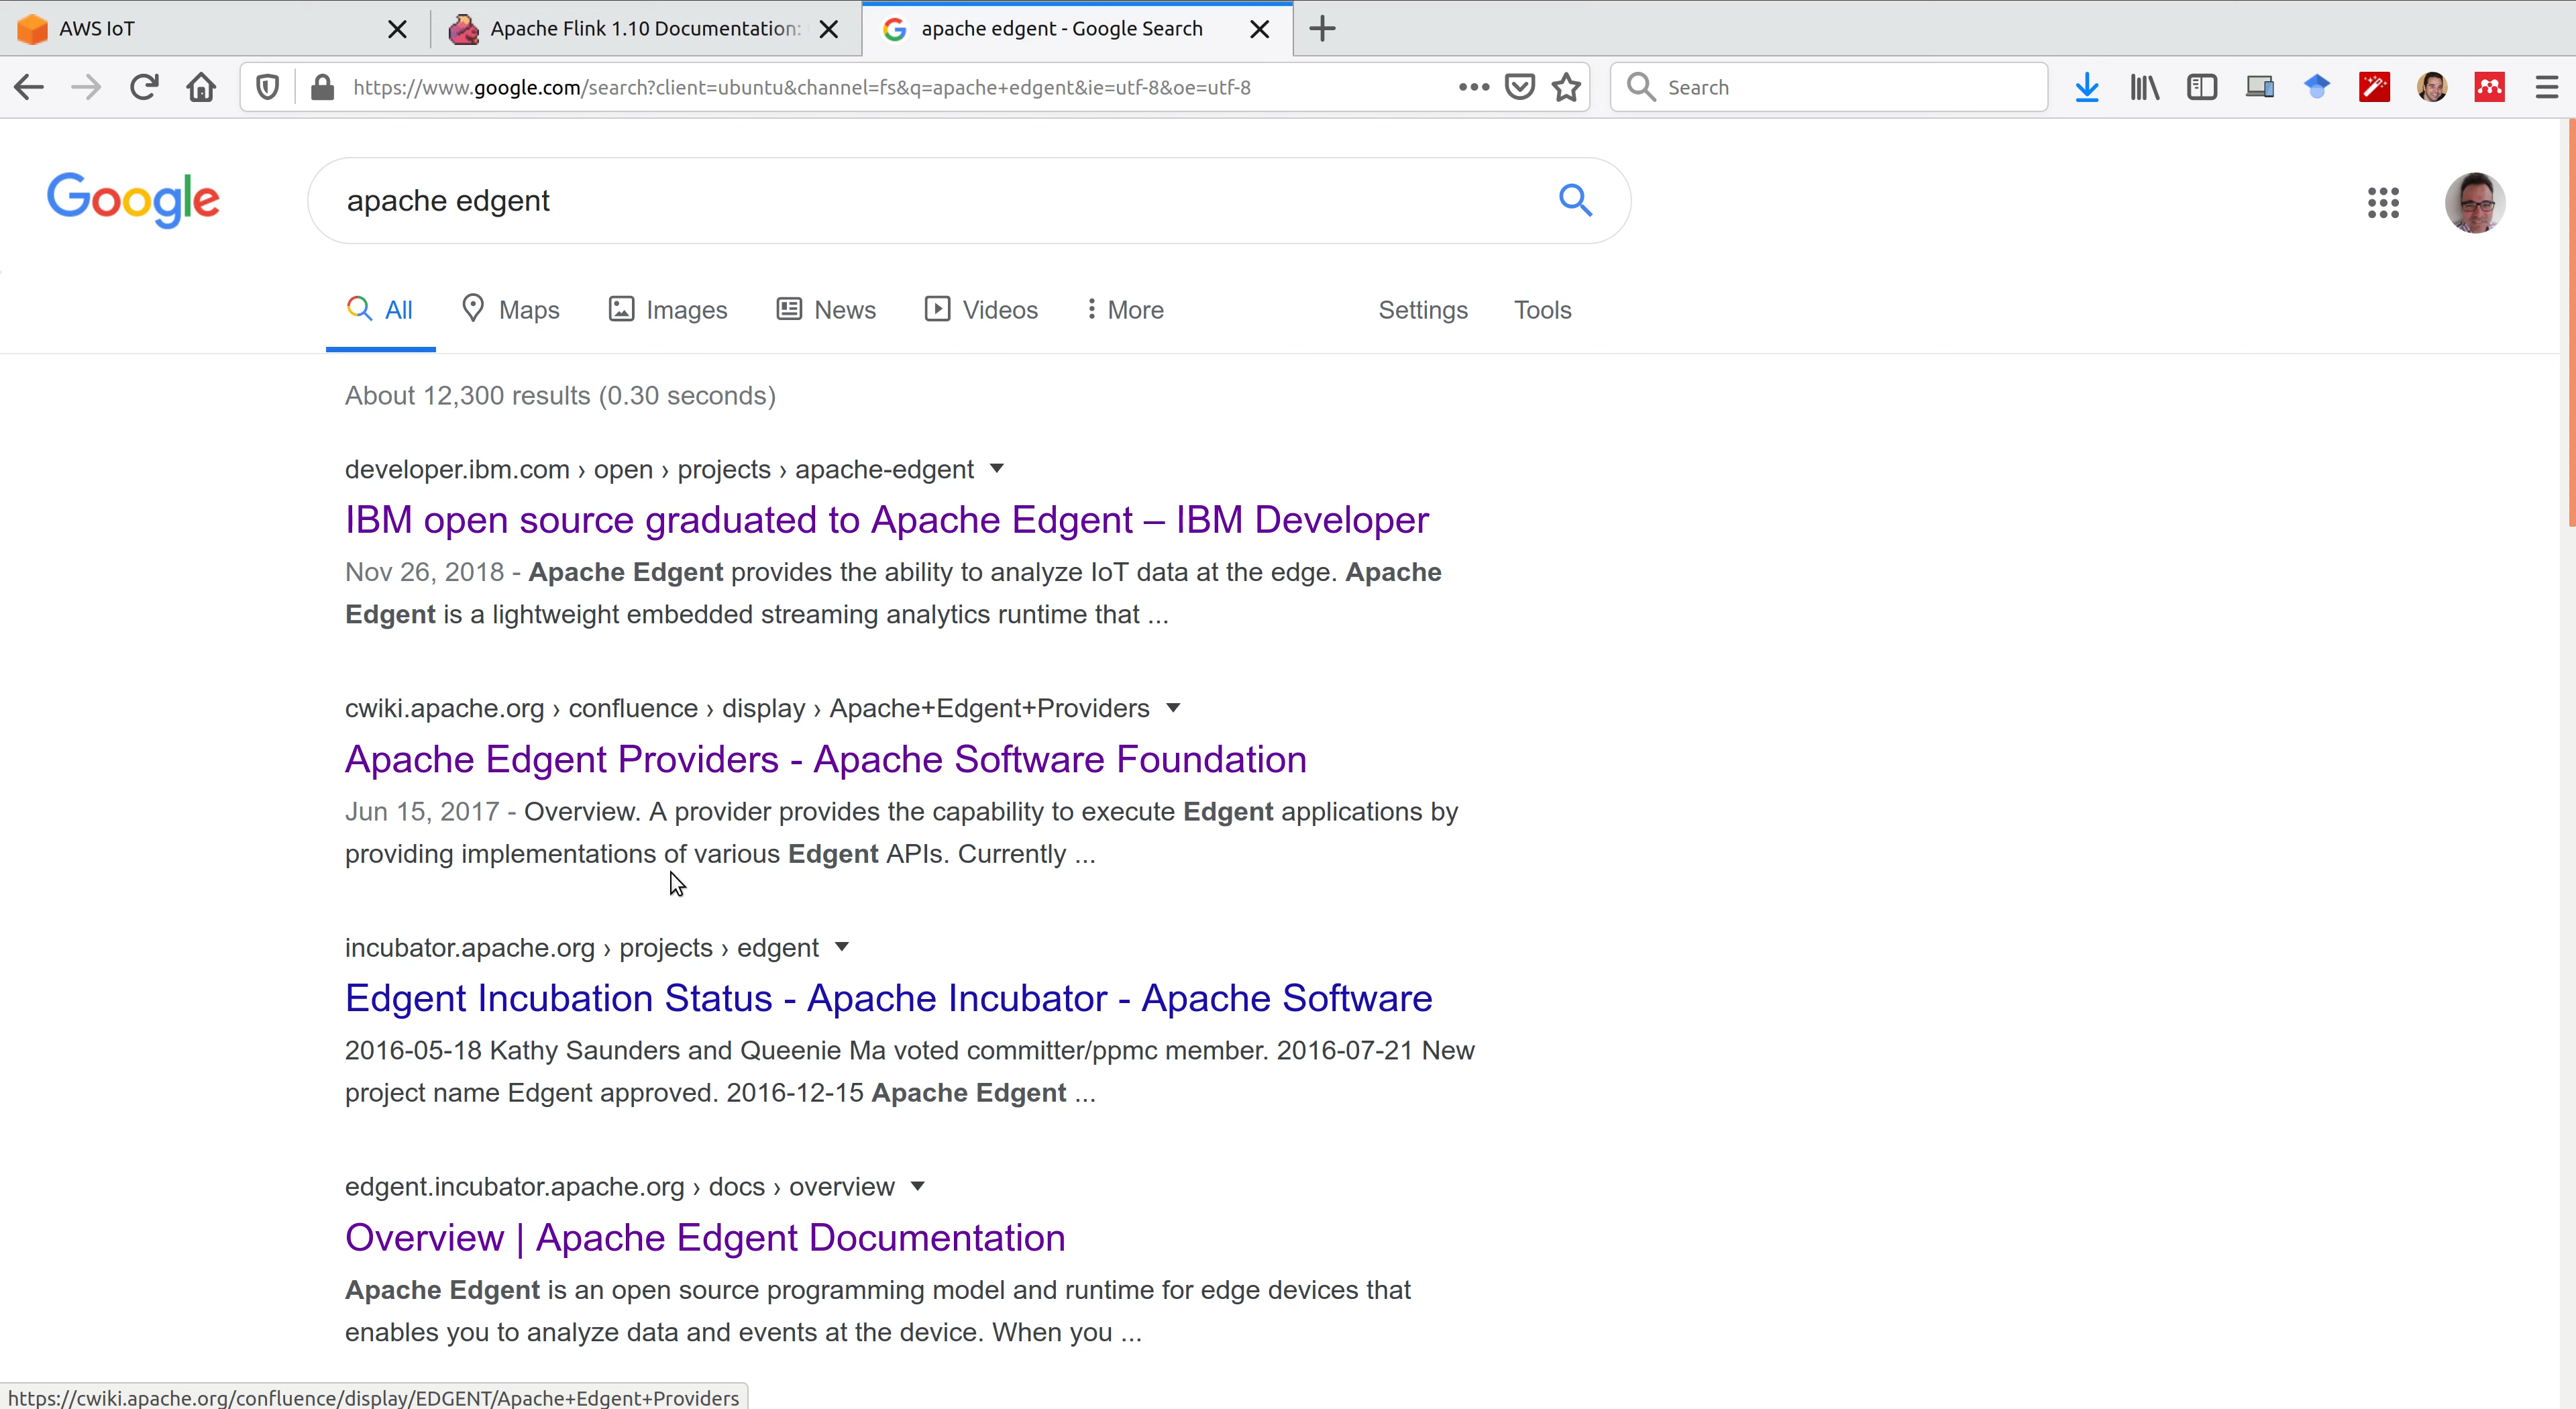 AWS IoT
Apache Flink 1.10 Documentation:
apache edgent - Google Search
https://www.google.com/search?client=ubuntu&channel=fs&q=apache+edgent&ie=utf-8&oe=utf-8
Search
Google
apache edgent
All
Maps
Images
News
Videos
More
Settings
Tools
About 12,300 results (0.30 seconds)
developer.ibm.com › open › projects › apache-edgent
IBM open source graduated to Apache Edgent – IBM Developer
Nov 26, 2018 - Apache Edgent provides the ability to analyze IoT data at the edge. Apache
Edgent is a lightweight embedded streaming analytics runtime that ...
cwiki.apache.org › confluence › display › Apache+Edgent+Providers
Apache Edgent Providers - Apache Software Foundation
Jun 15, 2017 - Overview. A provider provides the capability to execute Edgent applications by
providing implementations of various Edgent APIs. Currently ...
incubator.apache.org › projects › edgent
Edgent Incubation Status - Apache Incubator - Apache Software
2016-05-18 Kathy Saunders and Queenie Ma voted committer/ppmc member. 2016-07-21 New
project name Edgent approved. 2016-12-15 Apache Edgent ...
edgent.incubator.apache.org › docs › overview
Overview | Apache Edgent Documentation
Apache Edgent is an open source programming model and runtime for edge devices that
enables you to analyze data and events at the device. When you ...
https://cwiki.apache.org/confluence/display/EDGENT/Apache+Edgent+Providers